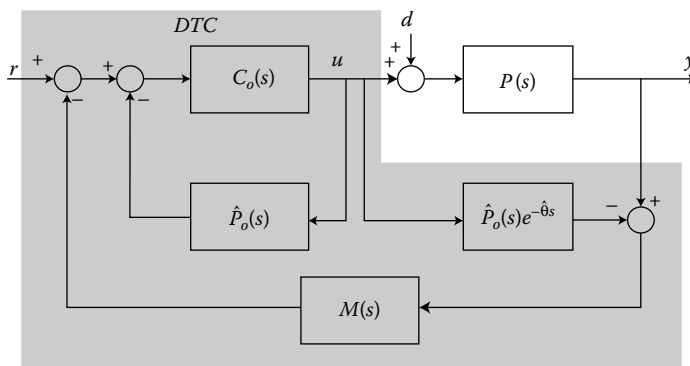 DTC
d
r
+
−
+
−
C_o(s)
u
+
+
P(s)
y
P̂_o(s)
P̂_o(s)e^{−θ̂s}
−
+
M(s)